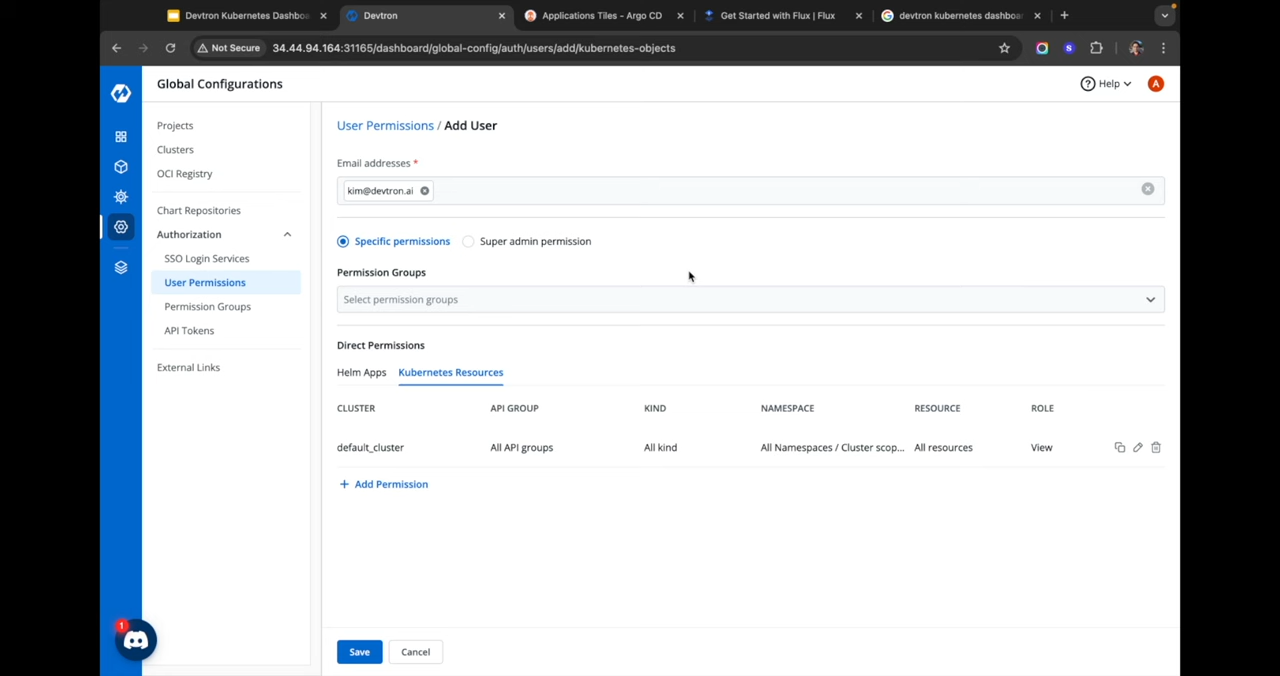 Devtron Kubernetes Dashbo
Devtron
Applications Tiles - Argo CD
Get Started with Flux | Flux
devtron kubernetes dashboa
Not Secure
34.44.94.164:31165/dashboard/global-config/auth/users/add/kubernetes-objects
S
Global Configurations
? Help
A
Projects
Clusters
OCI Registry
Chart Repositories
Authorization
SSO Login Services
User Permissions
Permission Groups
API Tokens
External Links
User Permissions / Add User
Email addresses *
kim@devtron.ai
Specific permissions Super admin permission
Permission Groups
Select permission groups
Direct Permissions
Helm Apps Kubernetes Resources
CLUSTER API GROUP KIND NAMESPACE RESOURCE ROLE
default_cluster All API groups All kind All Namespaces / Cluster scop... All resources View
+ Add Permission
1
Save Cancel